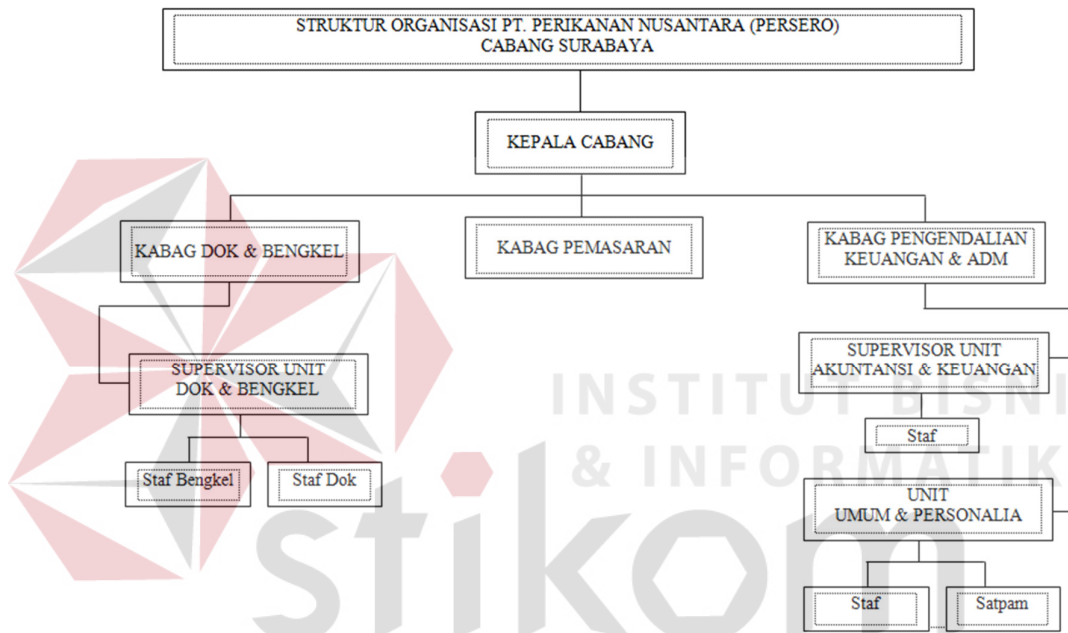 STRUKTUR ORGANISASI PT. PERIKANAN NUSANTARA (PERSERO)
CABANG SURABAYA
KEPALA CABANG
KABAG DOK & BENGKEL
KABAG PEMASARAN
KABAG PENGENDALIAN
KEUANGAN & ADM
SUPERVISOR UNIT
DOK & BENGKEL
SUPERVISOR UNIT
AKUNTANSI & KEUANGAN
INSTITUT BISNI
Staf
& INFORMATIK
Staf Bengkel
Staf Dok
UNIT
UMUM & PERSONALIA
stikom
Staf
Satpam